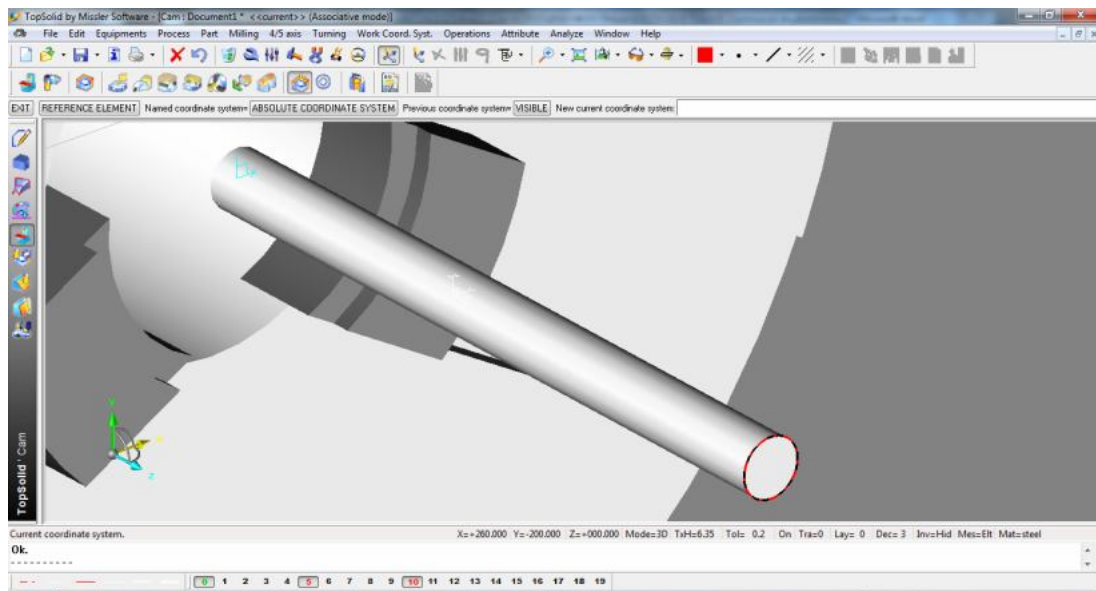 TopSolid by Missler Software - [Cam : Document1 * <<current>> (Associative mode)]
File Edit Equipments Process Part Milling 4/5 axis Turning Work Coord. Syst. Operations Attribute Analyze Window Help
EXIT REFERENCE ELEMENT Named coordinate system= ABSOLUTE COORDINATE SYSTEM Previous coordinate system= VISIBLE New current coordinate system:
Y
X
Z
TopSolid'Cam
Current coordinate system. X=+260.000 Y=-200.000 Z=+000.000 Mode=3D TxH=6.35 Tol= 0.2 On Tra=0 Lay= 0 Dec= 3 Inv=Hid Mes=Elt Mat=steel
Ok.
----------
0 1 2 3 4 5 6 7 8 9 10 11 12 13 14 15 16 17 18 19